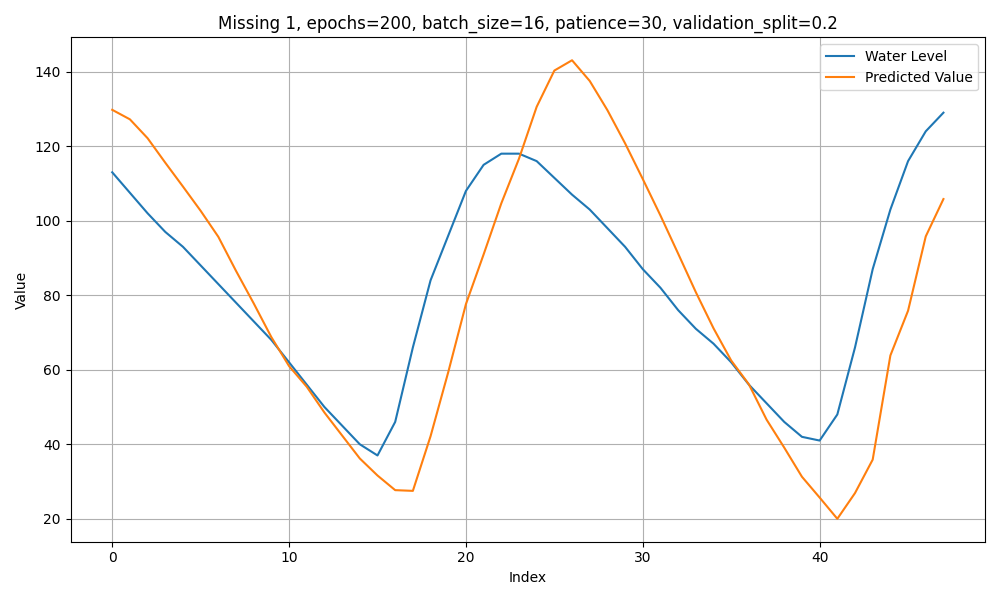 Missing 1, epochs=200, batch_size=16, patience=30, validation_split=0.2
Water Level
Predicted Value
Value
140
120
100
80
60
40
20
0
10
20
30
40
Index